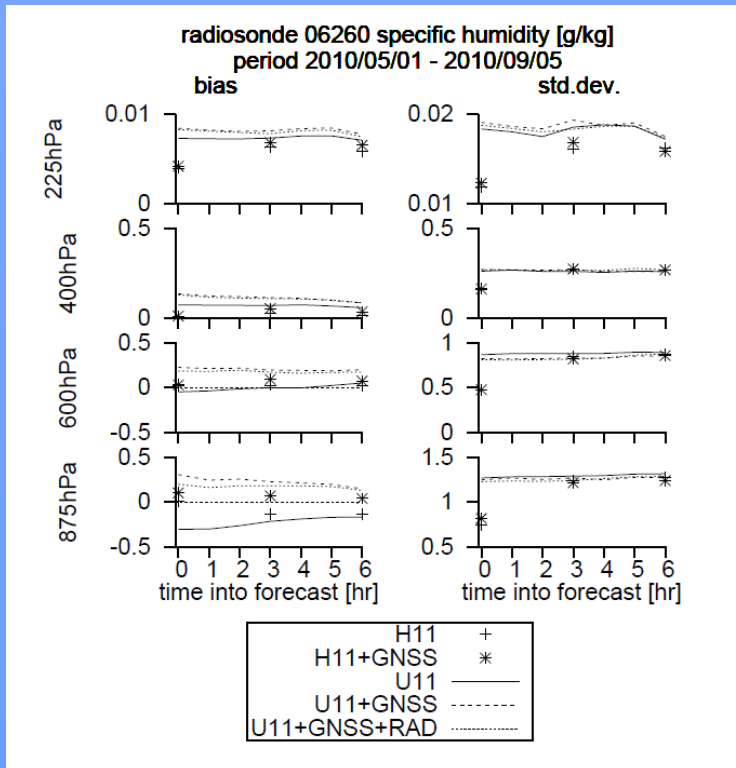 radiosonde 06260 specific humidity [g/kg]
period 2010/05/01 - 2010/09/05
bias std.dev.
0.01 0.02
225hPa
0 0.01
0.5 0.5
400hPa
0 0
0.5 1
600hPa
0 0.5
-0.5 0
0.5 1.5
875hPa
0 1
-0.5 0.5
0 1 2 3 4 5 6 0 1 2 3 4 5 6
time into forecast [hr] time into forecast [hr]
H11
H11+GNSS
U11
U11+GNSS
U11+GNSS+RAD